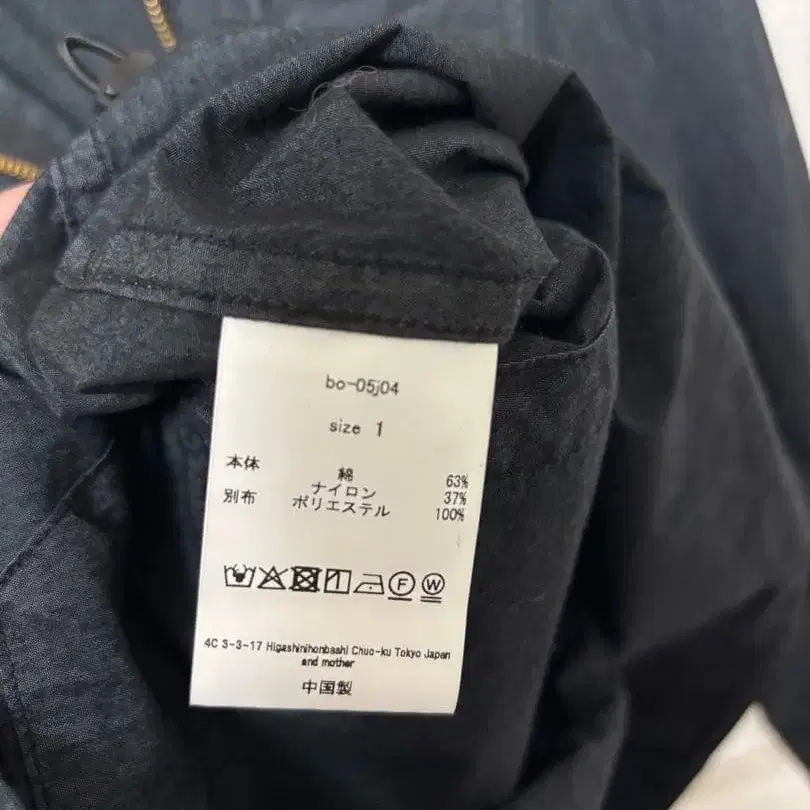 bo-05j04
size 1
本体 綿 63%
ナイロン 37%
別布 ポリエステル 100%
F W
4C 3-3-17 Higashinihonbashi Chuo-ku Tokyo Japan
and mother
中国製